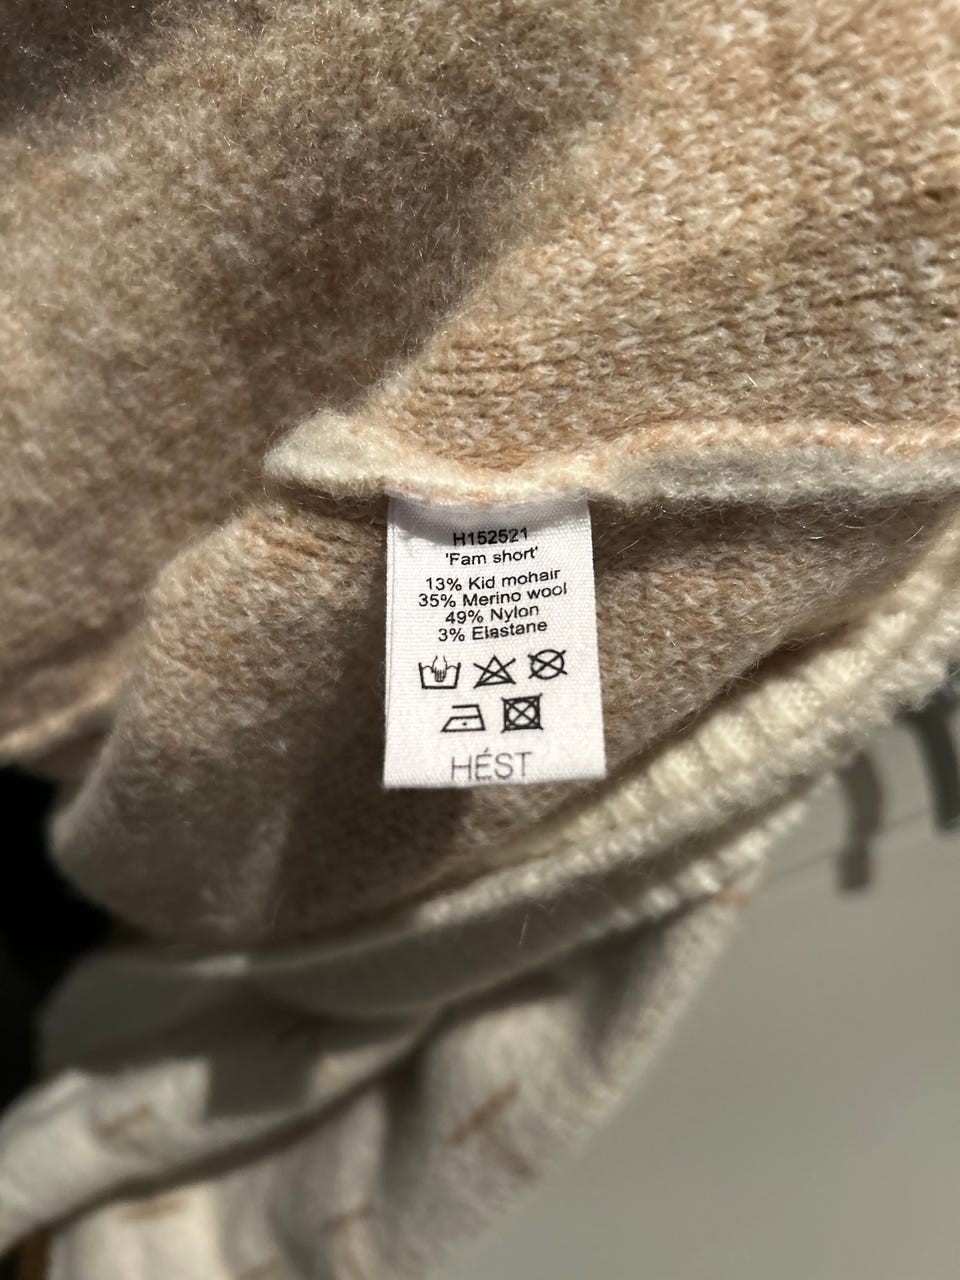 H152521
'Fam short'
13% Kid mohair
35% Merino wool
49% Nylon
3% Elastane
HÉST